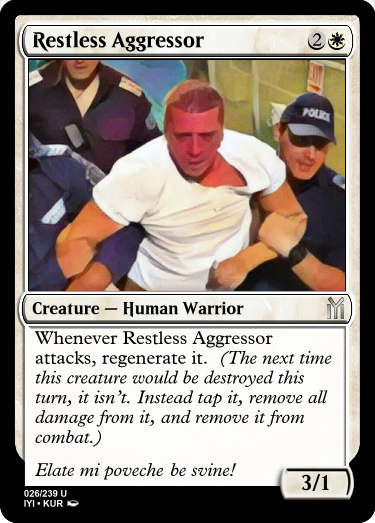 Restless Aggressor 2
POLICE
Creature — Human Warrior
IYI
Whenever Restless Aggressor
attacks, regenerate it. (The next time
this creature would be destroyed this
turn, it isn't. Instead tap it, remove all
damage from it, and remove it from
combat.)
Elate mi poveche be svine!
3/1
026/239 U
IYI • KUR